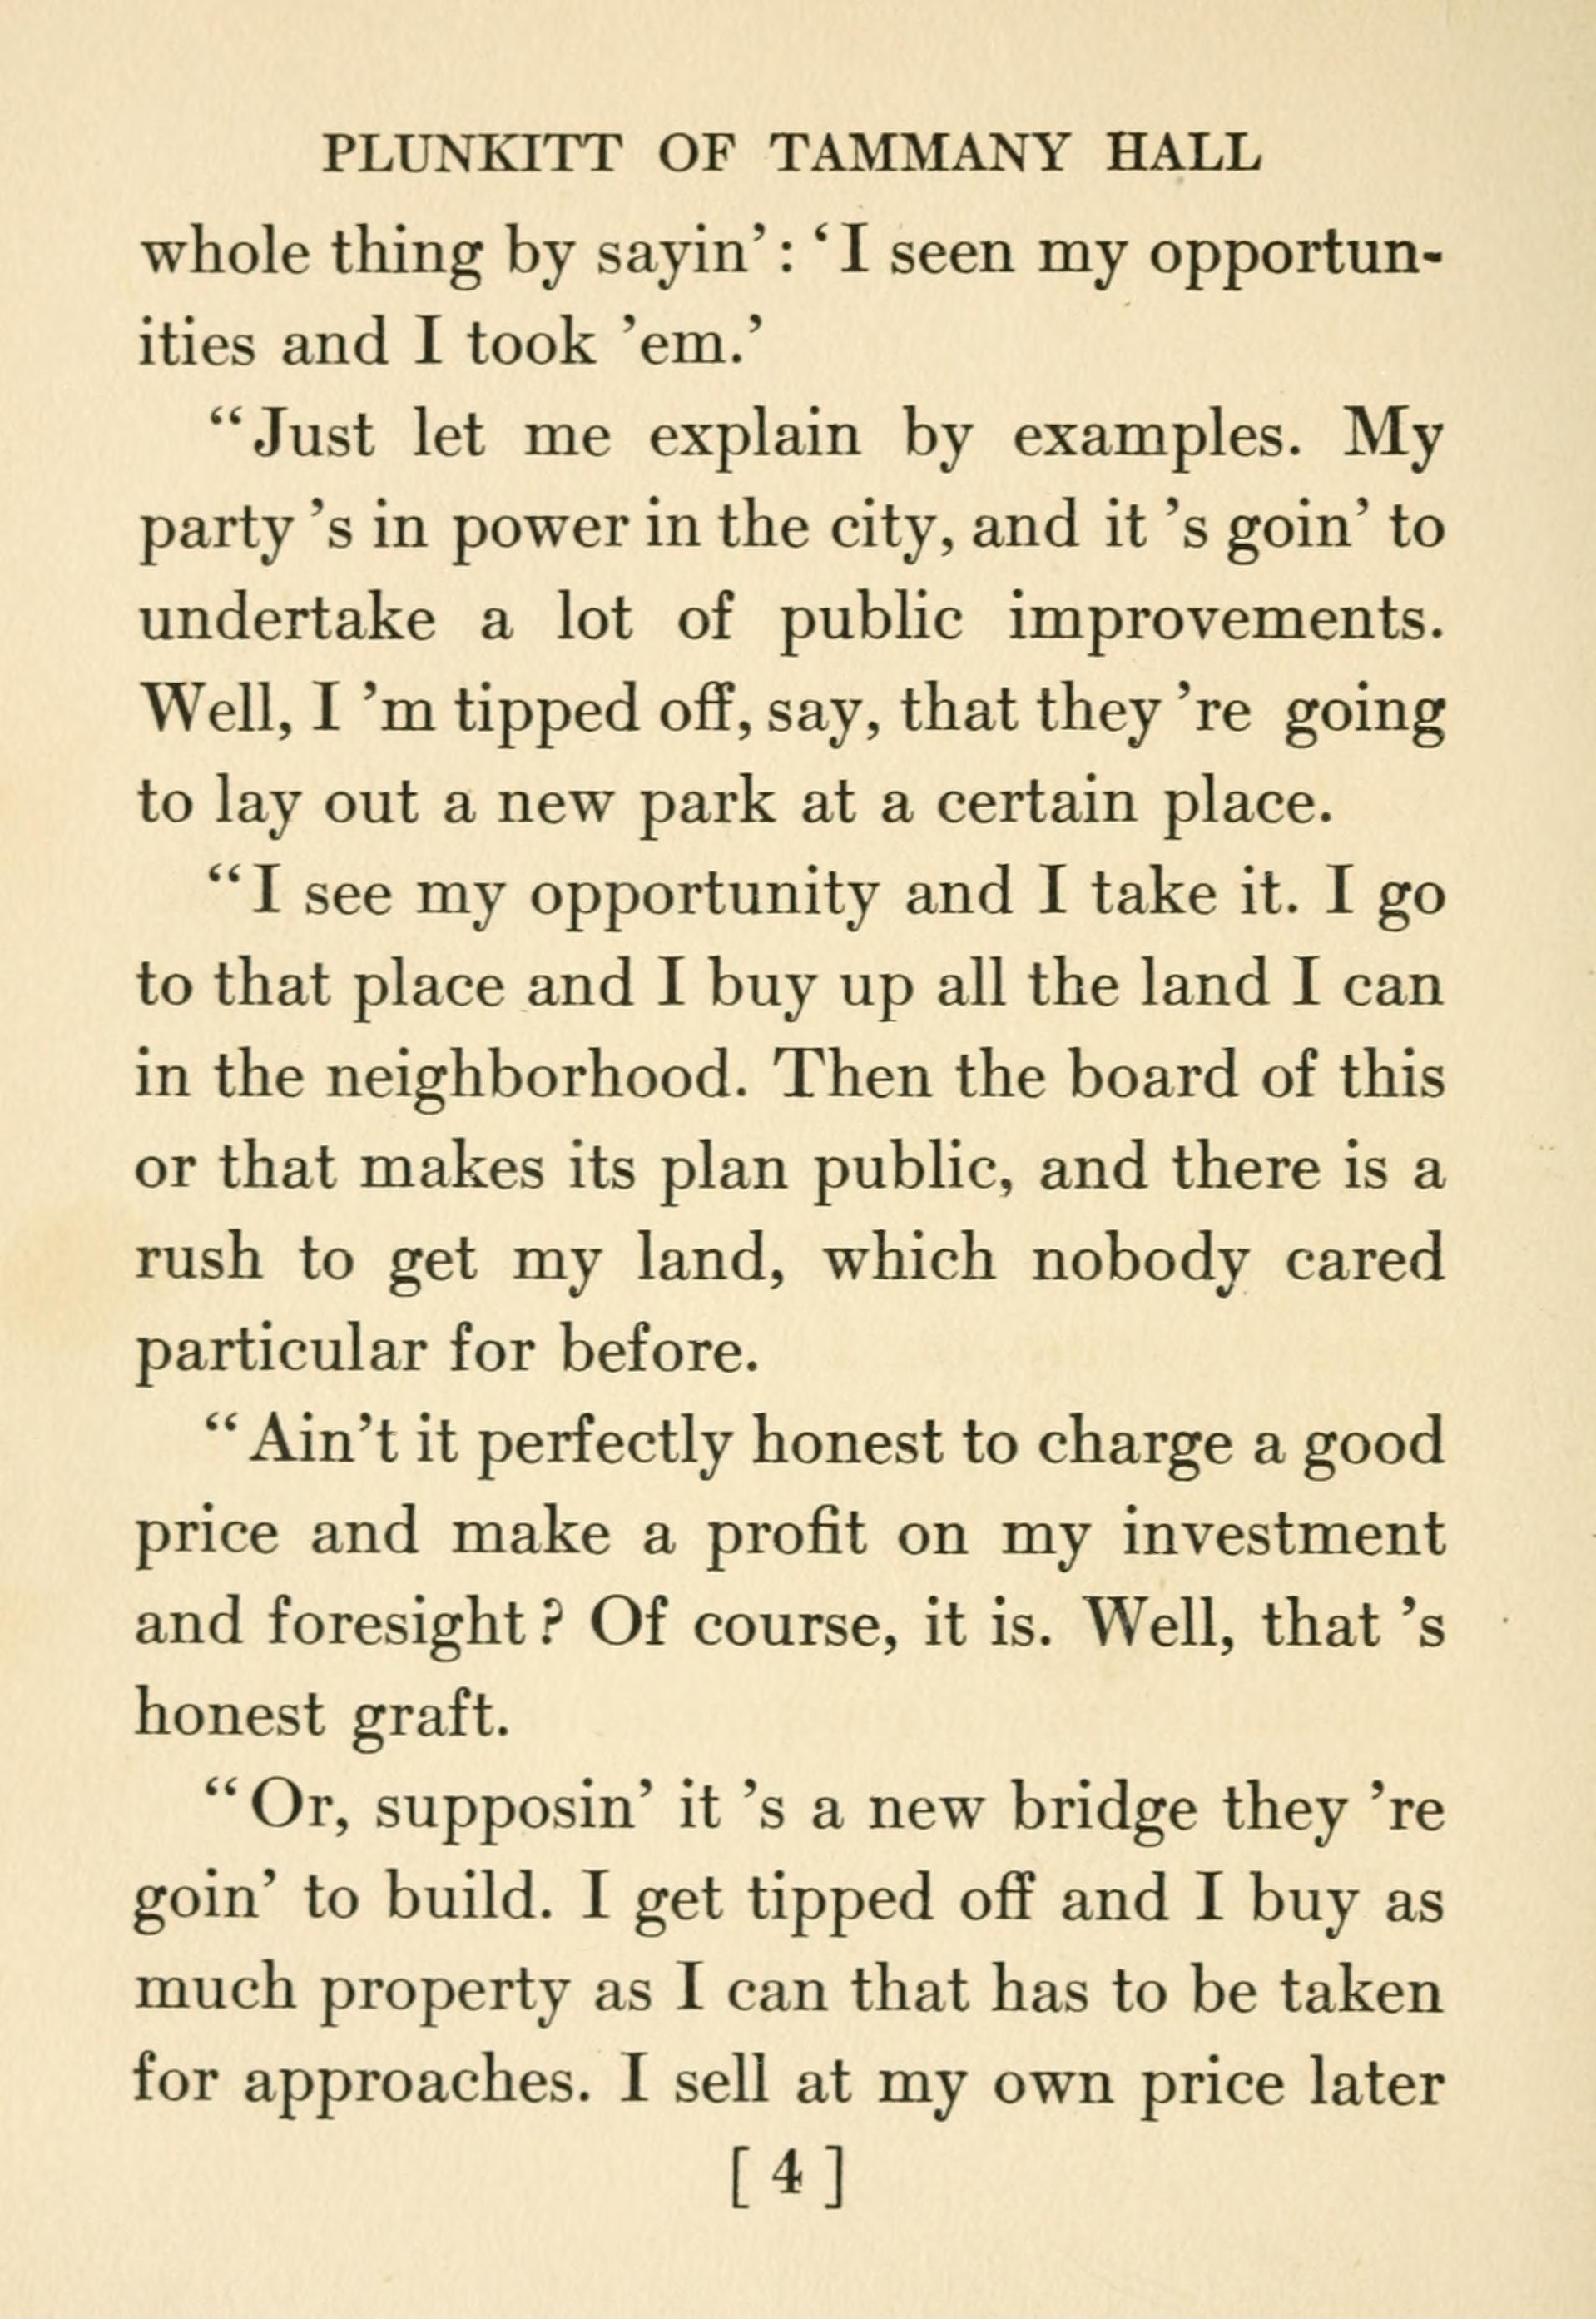 PLUNKITT OF TAMMANY HALL
whole thing by sayin’: ‘I seen my opportun-
ities and I took ’em.’
“Just let me explain by examples. My
party ’s in power in the city, and it ’s goin’ to
undertake a lot of public improvements.
Well, I ’m tipped off, say, that they ’re going
to lay out a new park at a certain place.
“I see my opportunity and I take it. I go
to that place and I buy up all the land I can
in the neighborhood. Then the board of this
or that makes its plan public, and there is a
rush to get my land, which nobody cared
particular for before.
“Ain’t it perfectly honest to charge a good
price and make a profit on my investment
and foresight? Of course, it is. Well, that ’s
honest graft.
“Or, supposin’ it ’s a new bridge they ’re
goin’ to build. I get tipped off and I buy as
much property as I can that has to be taken
for approaches. I sell at my own price later
[ 4 ]